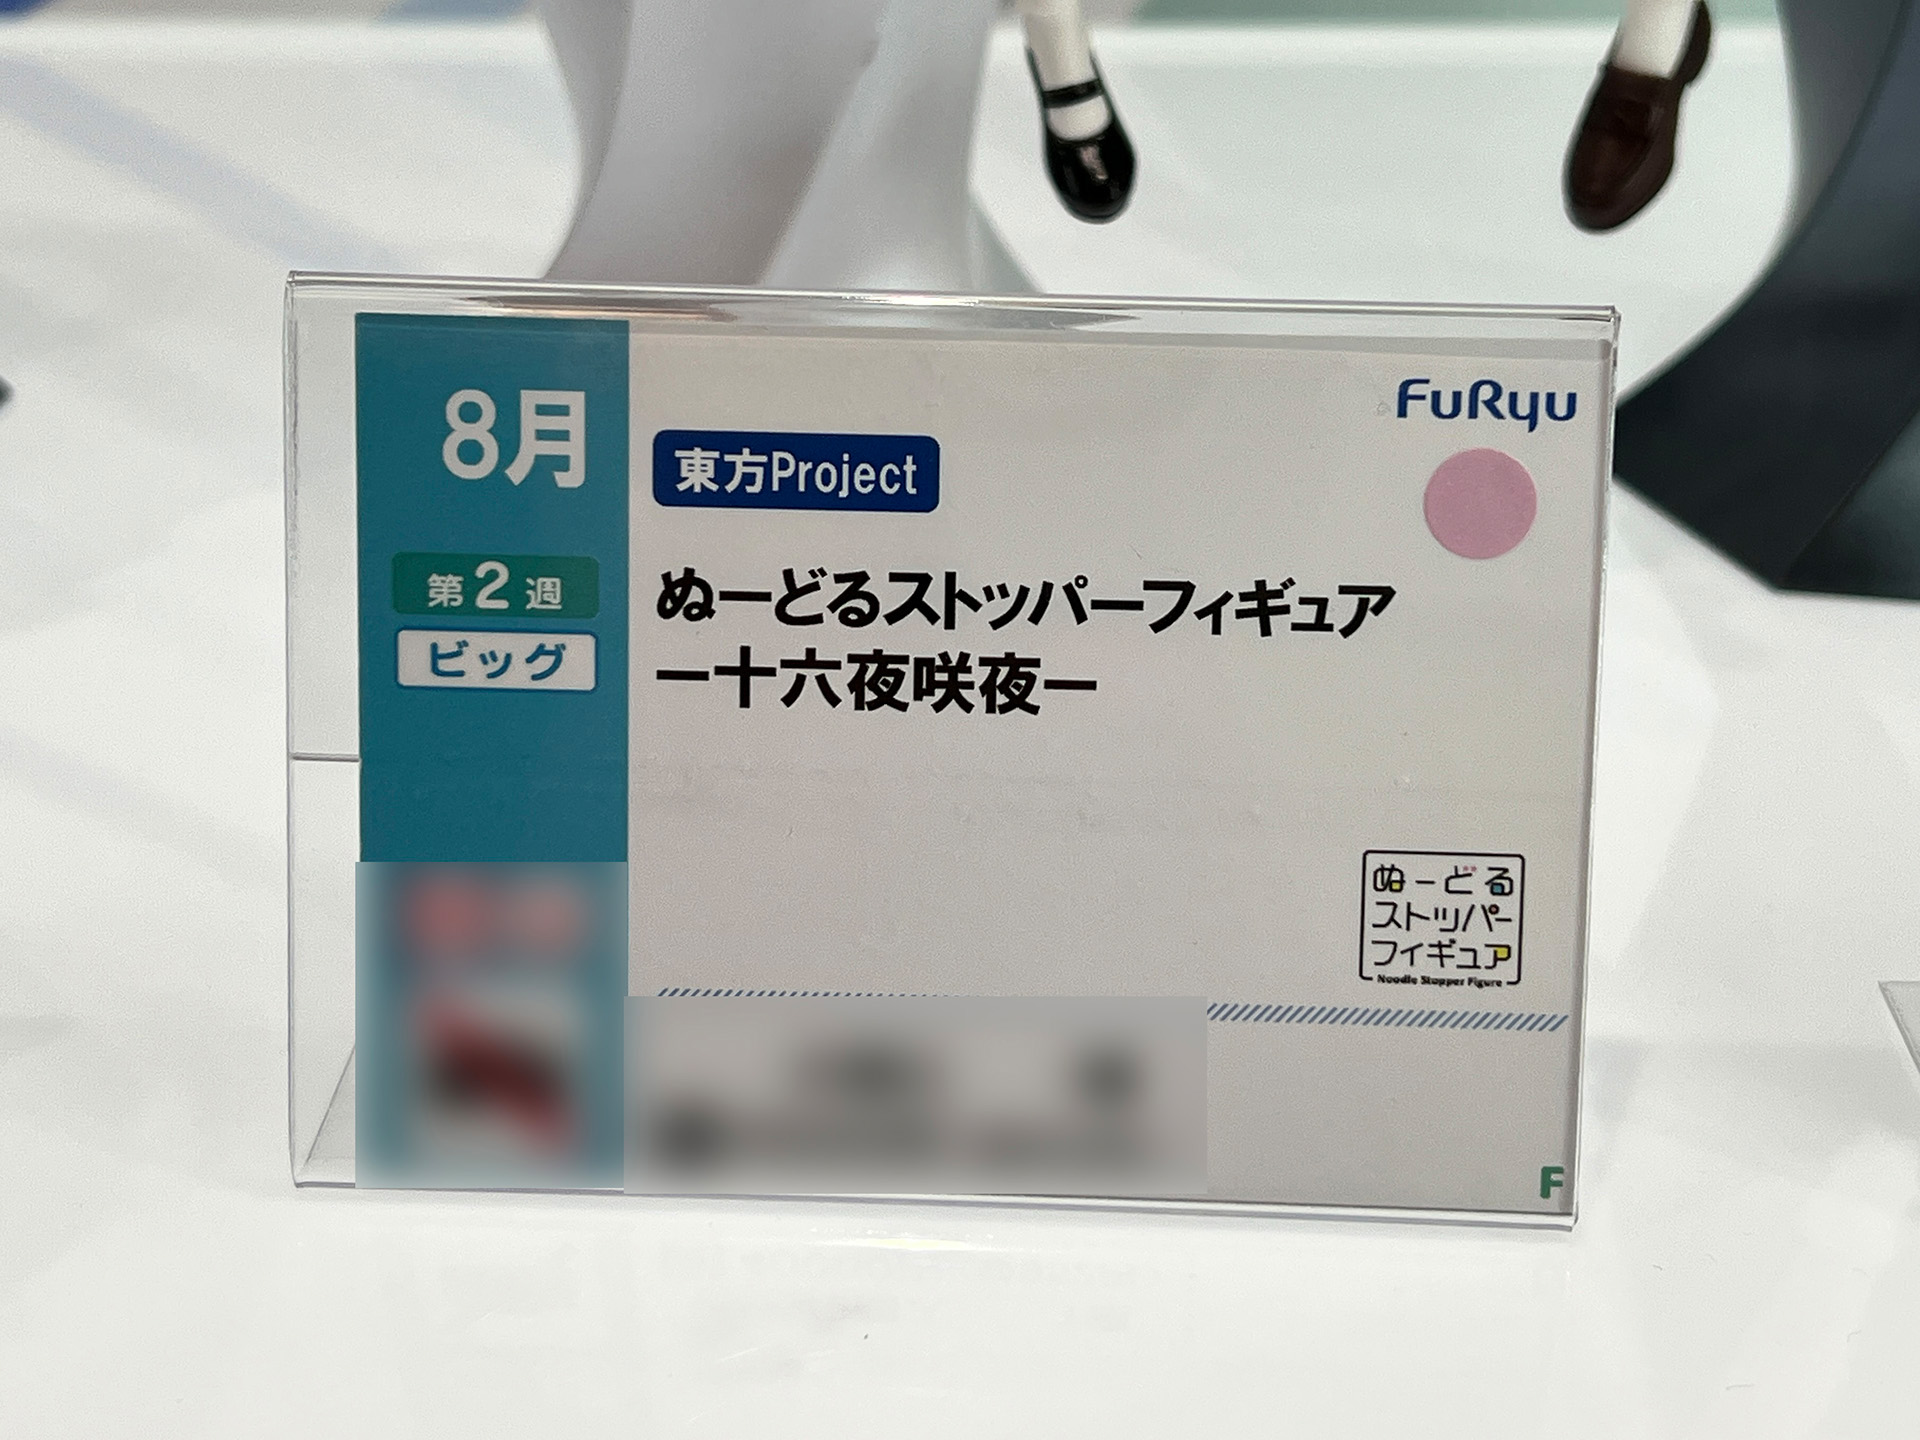 8月
第2週
ビッグ
FuRyu
東方Project
ぬーどるストッパーフィギュア
ー十六夜咲夜ー
ぬーどる
ストッパー
フィギュア
Noodle Stopper Figure
F